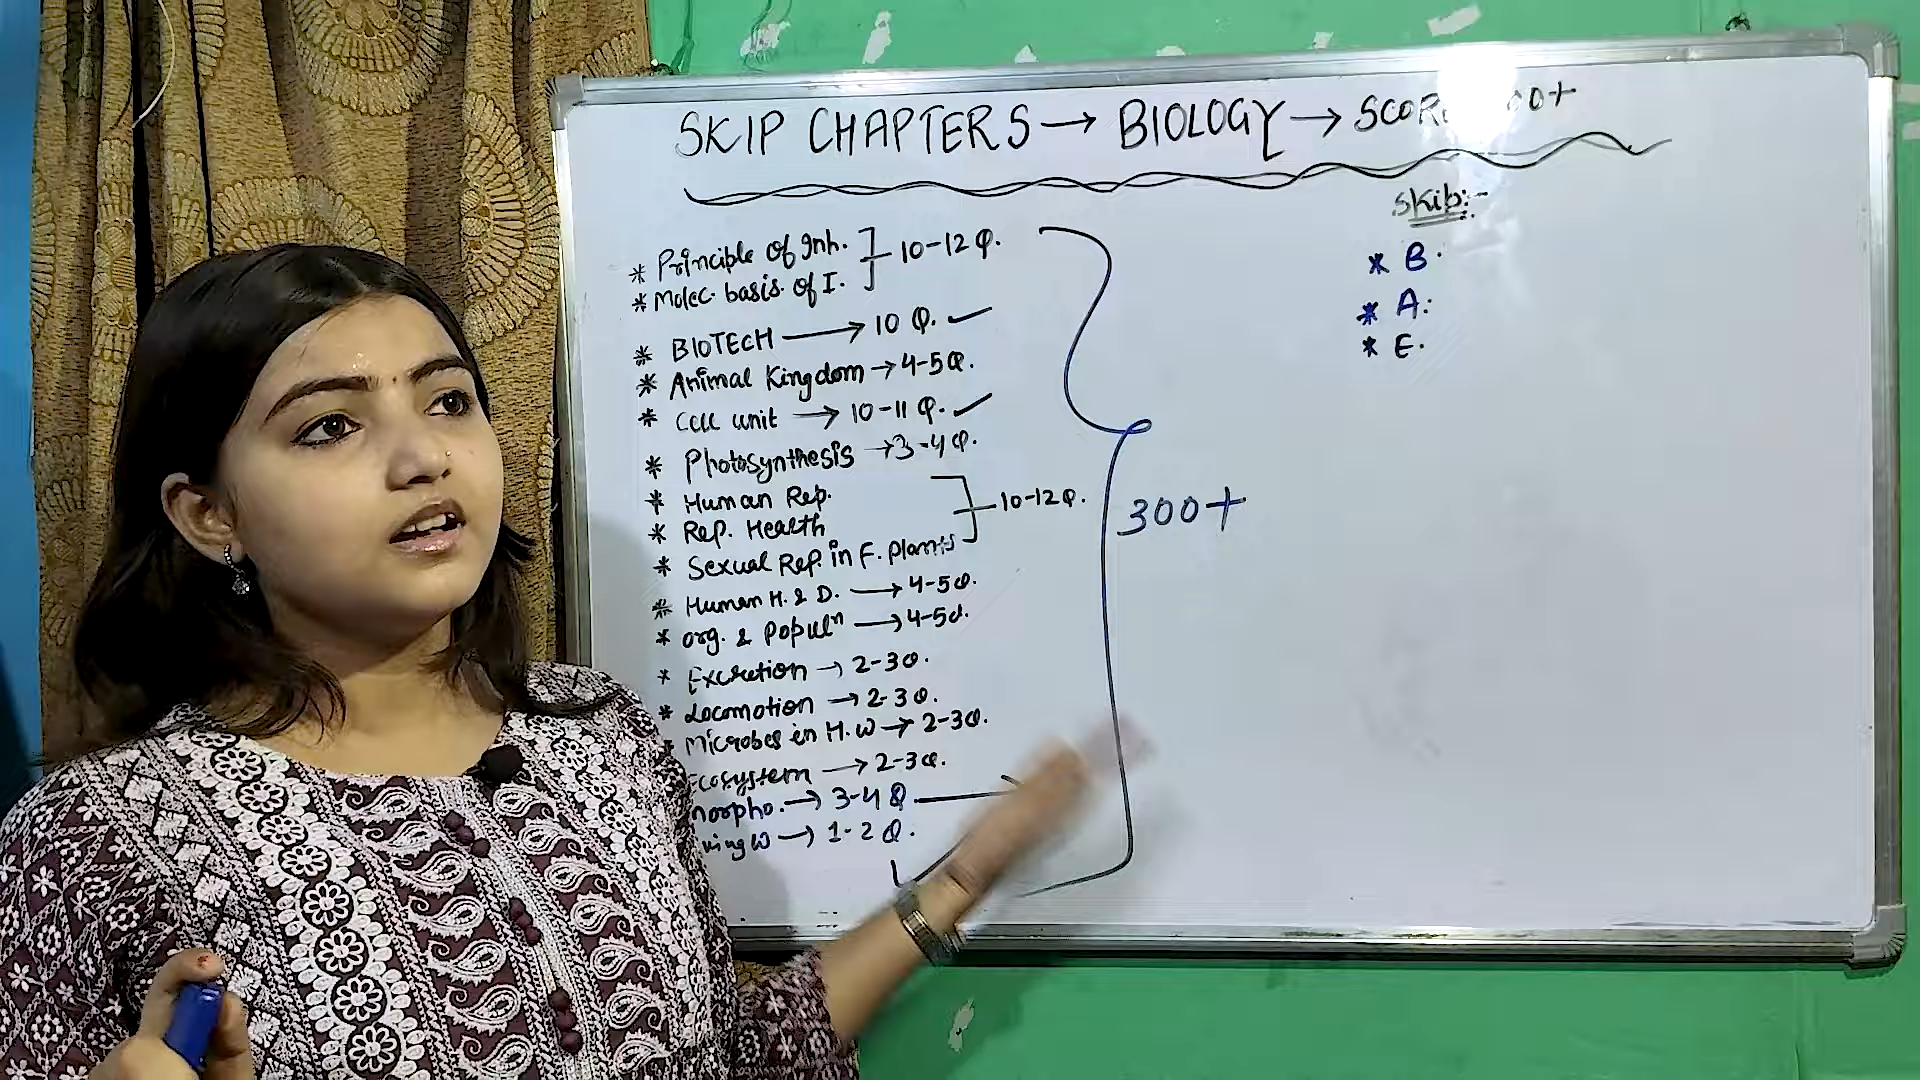 SKIP CHAPTERS → BIOLOGY → SCORE 00+
* Principle of Inh.
* Molec. basis of I. ] 10-12 Q.
* BIOTECH → 10 Q. ✓
* Animal Kingdom → 4-5 Q.
* Cell unit → 10-11 Q. ✓
* Photosynthesis → 3-4 Q.
* Human Rep.
* Rep. Health
* Sexual Rep. in F. plants ] 10-12 Q.
* Human H. & D. → 4-5 Q.
* org. & Populⁿ → 4-5 Q.
* Excretion → 2-3 Q.
* Locomotion → 2-3 Q.
Microbes in H.W → 2-3 Q.
Ecosystem → 2-3 Q.
morpho. → 3-4 Q
W → 1-2 Q.
300+
Skip:-
* B.
* A.
* E.